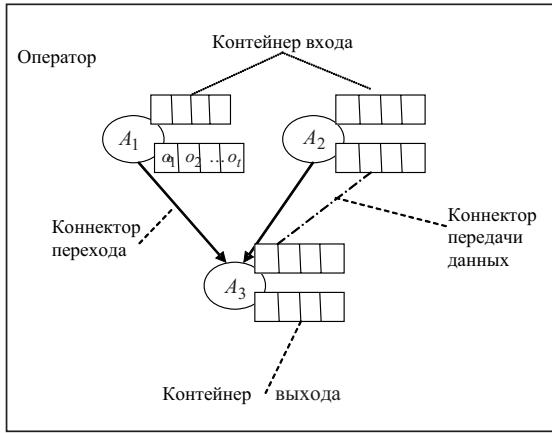 Контейнер входа
Оператор
A1
A2
o1 o2 ... ot
Коннектор
перехода
Коннектор
передачи
данных
A3
Контейнер выхода